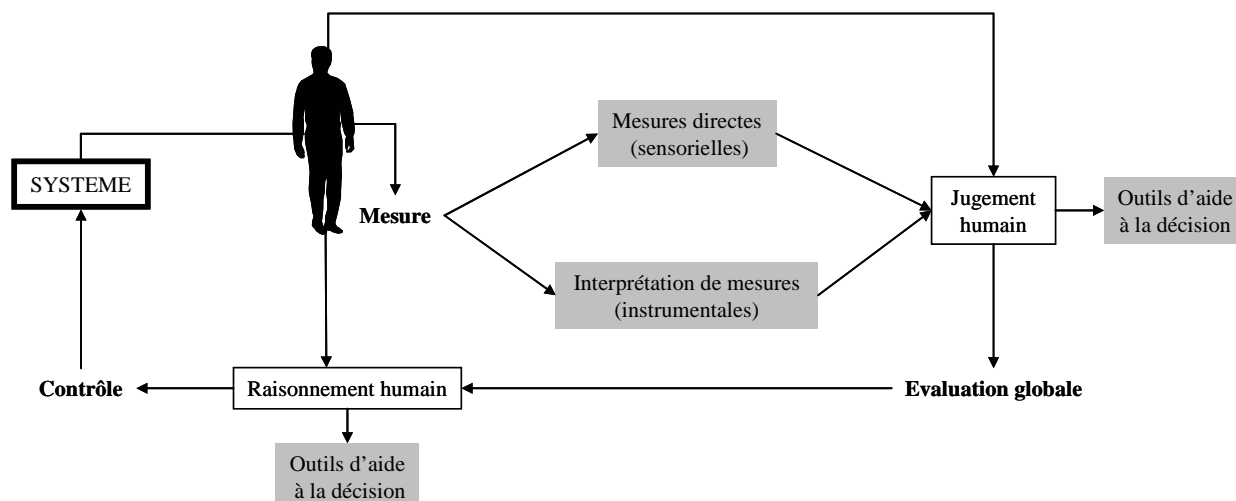 Mesures directes
(sensorielles)
SYSTEME
Mesure
Jugement
humain
Outils d’aide
à la décision
Interprétation de mesures
(instrumentales)
Contrôle
Raisonnement humain
Evaluation globale
Outils d’aide
à la décision